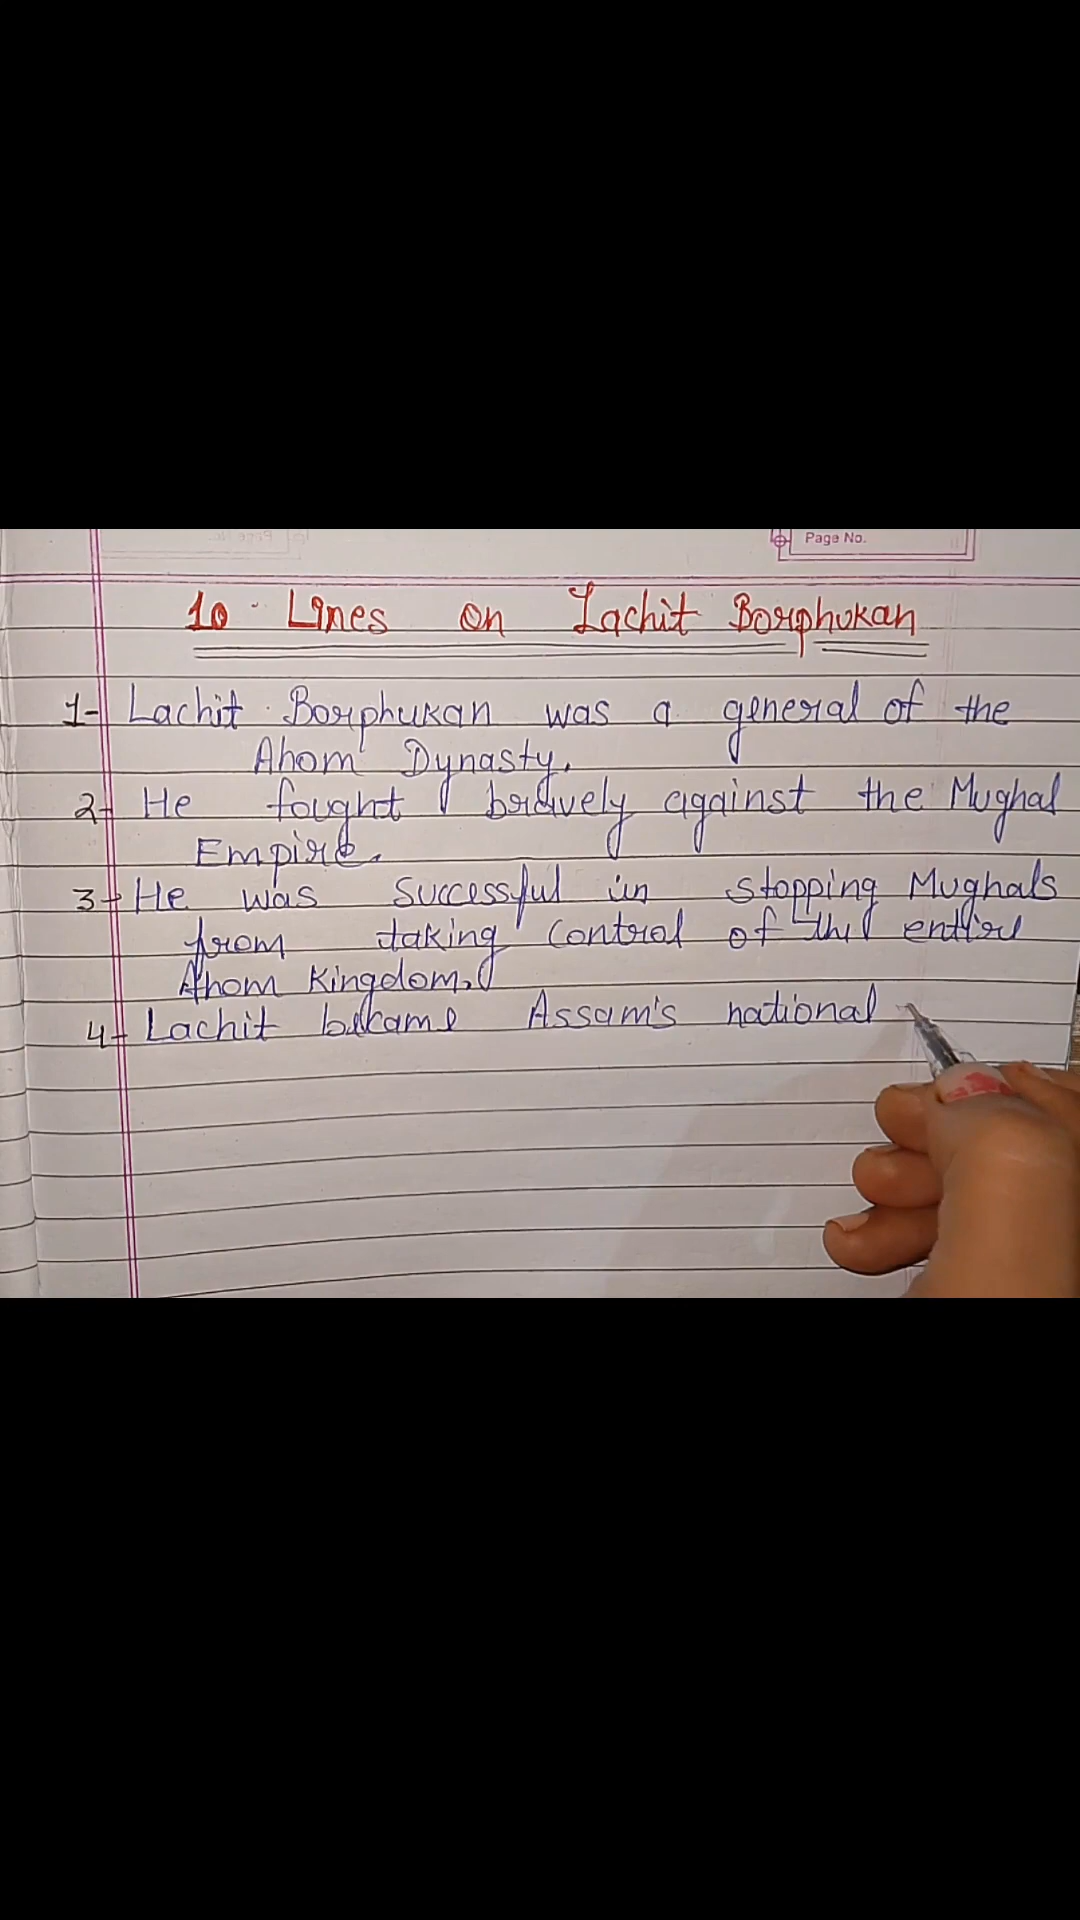 Page No.
10 Lines on Lachit Borphukan
1- Lachit Borphukan was a general of the
Ahom Dynasty.
2- He fought bravely against the Mughal
Empire.
3- He was successful in stopping Mughals
from taking control of the entire
Ahom Kingdom.
4- Lachit became Assam's national